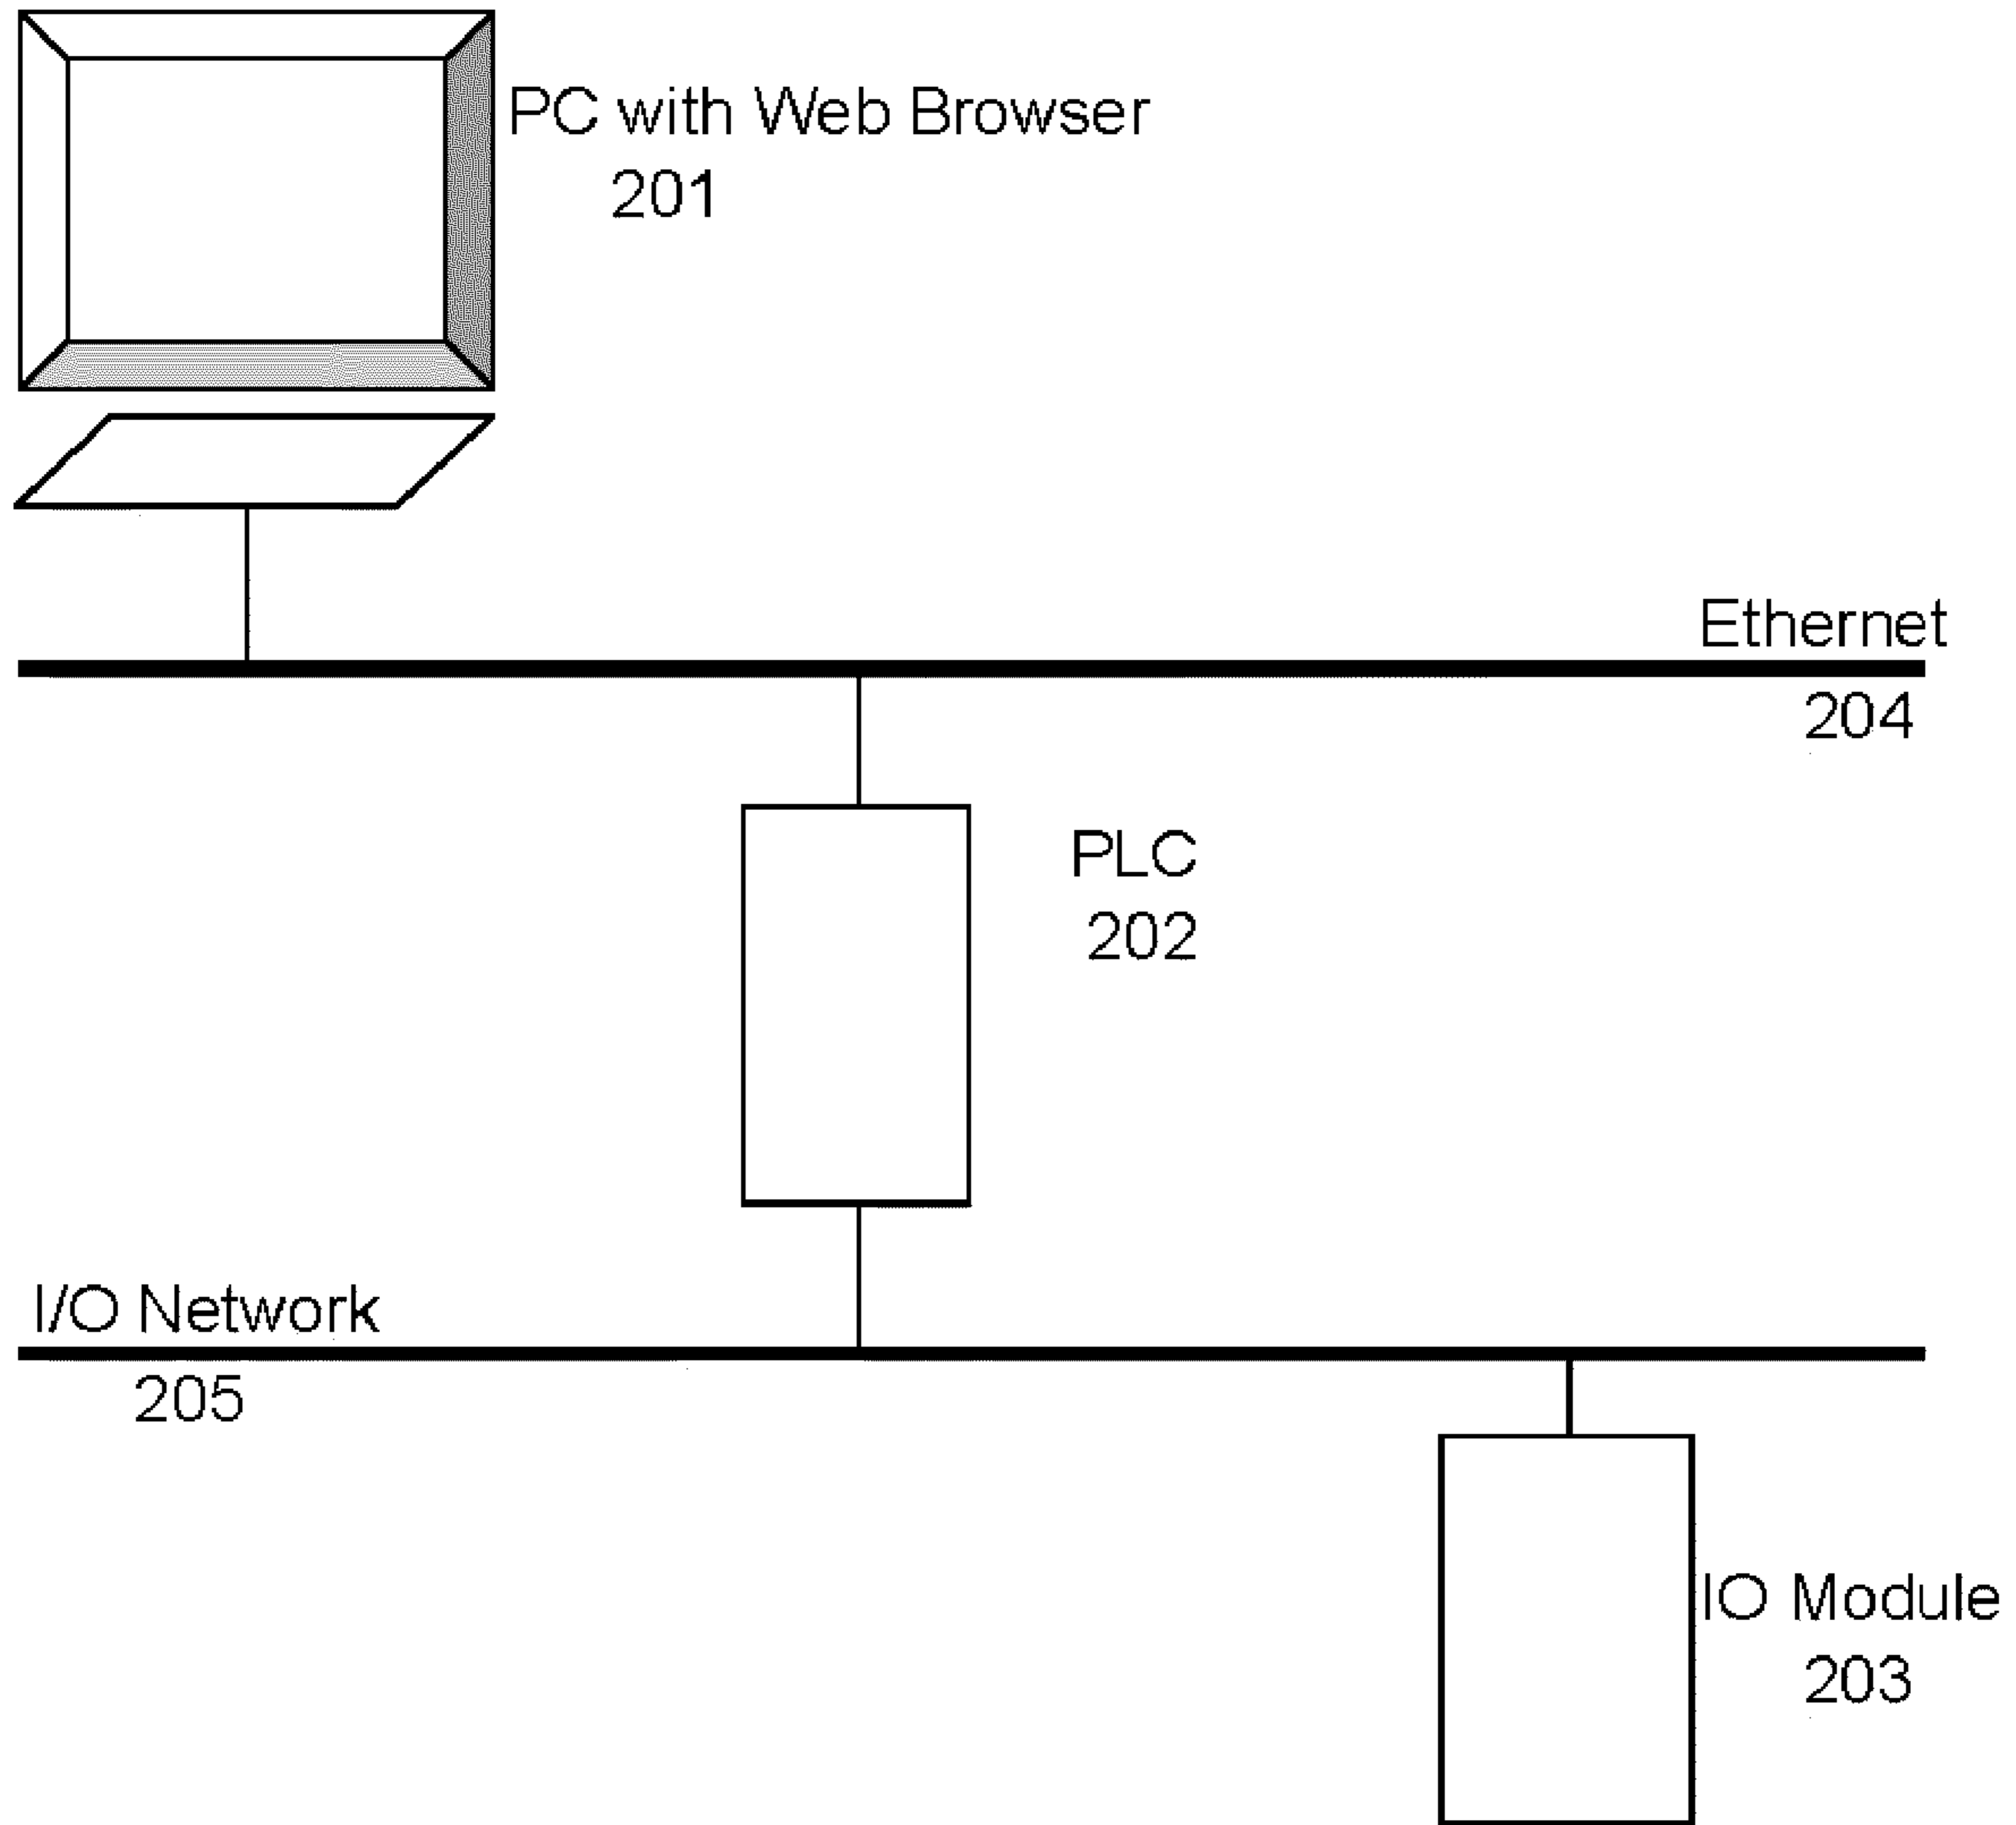 PC with Web Browser
201
Ethernet
204
PLC
202
I/O Network
205
IO Module
203